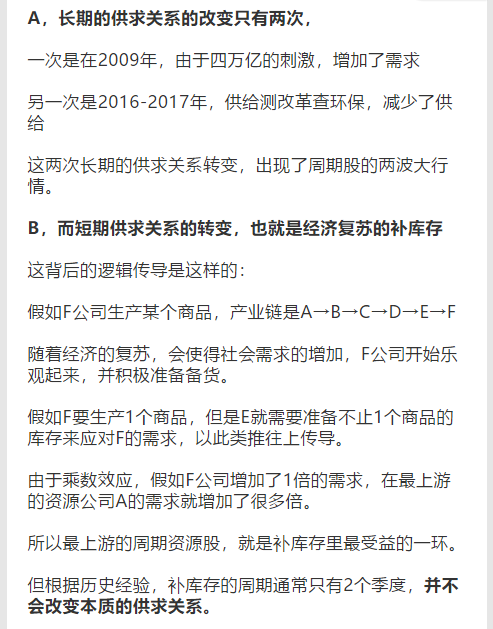 A，长期的供求关系的改变只有两次，
一次是在2009年，由于四万亿的刺激，增加了需求
另一次是2016-2017年，供给测改革查环保，减少了供
给
这两次长期的供求关系转变，出现了周期股的两波大行
情。
B，而短期供求关系的转变，也就是经济复苏的补库存
这背后的逻辑传导是这样的：
假如F公司生产某个商品，产业链是A→B→C→D→E→F
随着经济的复苏，会使得社会需求的增加，F公司开始乐
观起来，并积极准备备货。
假如F要生产1个商品，但是E就需要准备不止1个商品的
库存来应对F的需求，以此类推往上传导。
由于乘数效应，假如F公司增加了1倍的需求，在最上游
的资源公司A的需求就增加了很多倍。
所以最上游的周期资源股，就是补库存里最受益的一环。
但根据历史经验，补库存的周期通常只有2个季度，并不
会改变本质的供求关系。